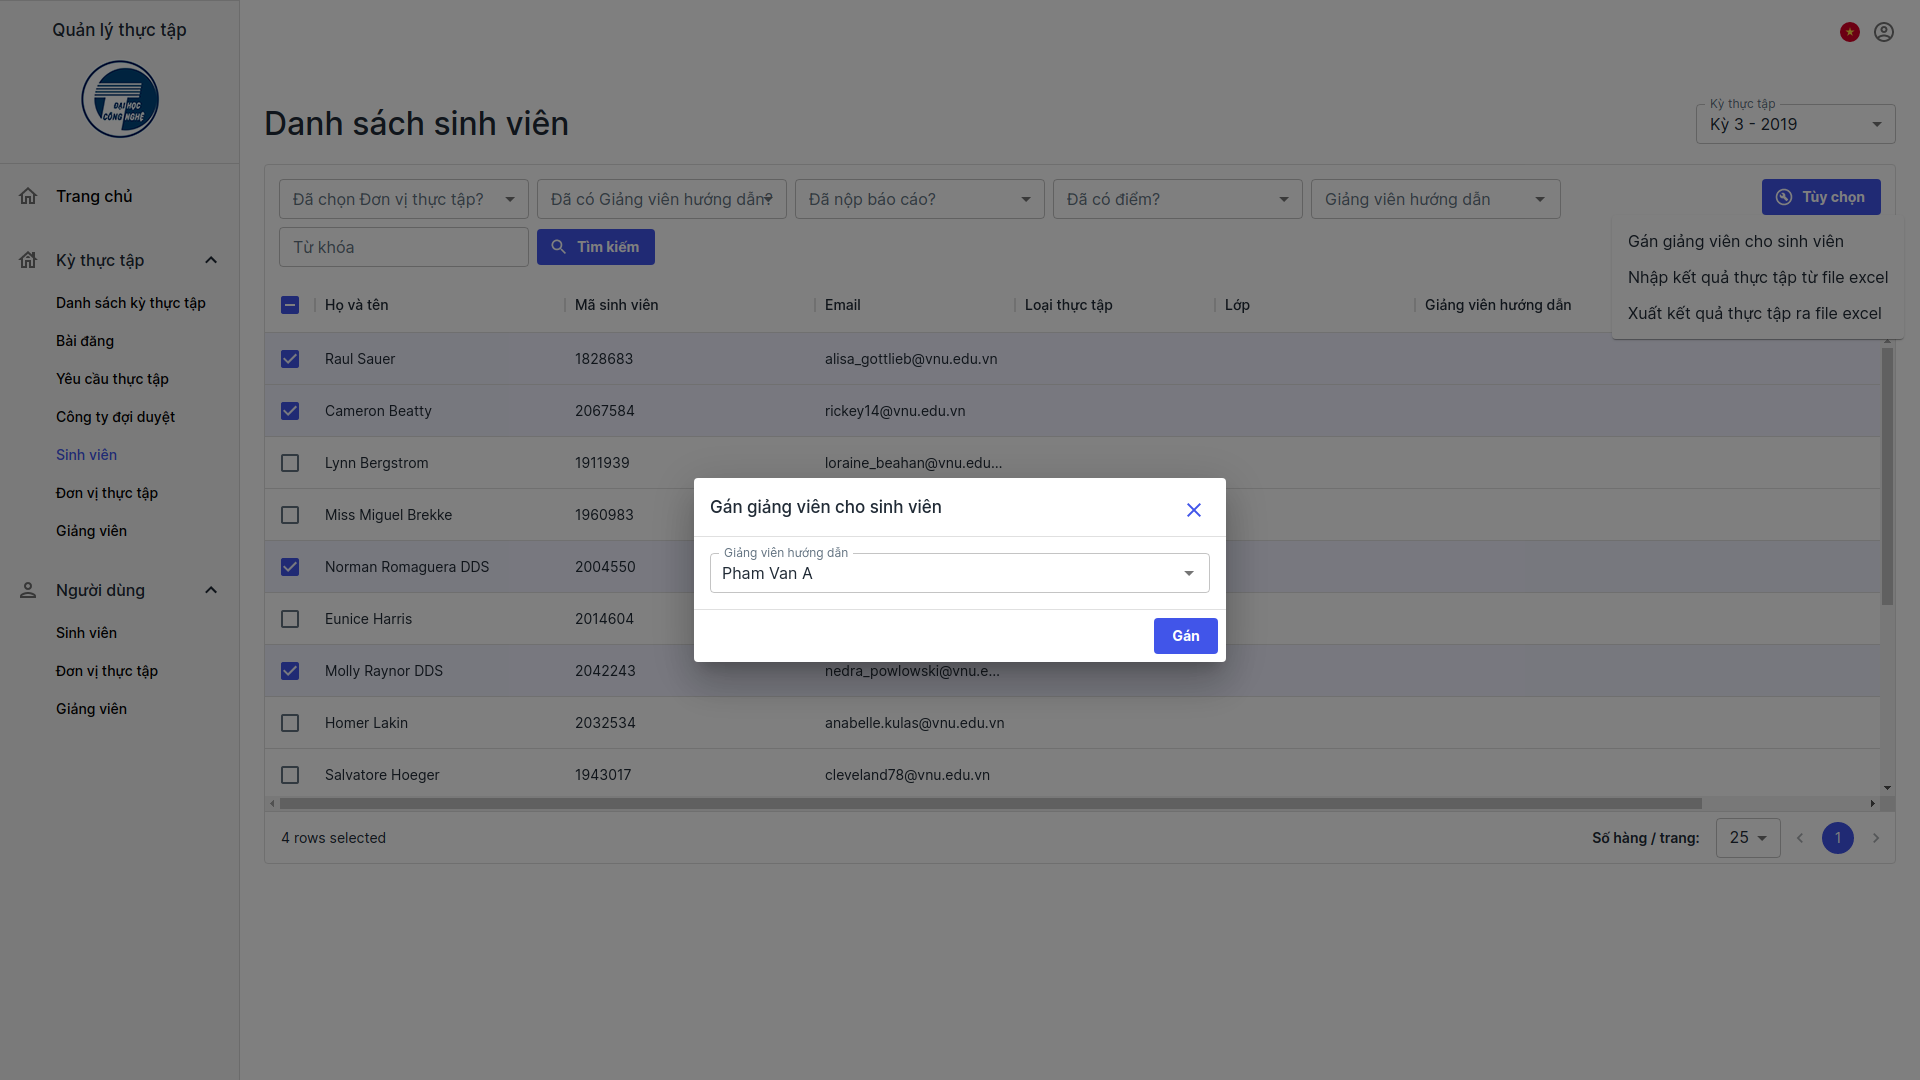 Quản lý thực tập
ĐẠI HỌC
CÔNG NGHỆ
Trang chủ
Kỳ thực tập
Danh sách kỳ thực tập
Bài đăng
Yêu cầu thực tập
Công ty đợi duyệt
Sinh viên
Đơn vị thực tập
Giảng viên
Người dùng
Sinh viên
Đơn vị thực tập
Giảng viên
Danh sách sinh viên
Kỳ thực tập
Kỳ 3 - 2019
Đã chọn Đơn vị thực tập?
Đã có Giảng viên hướng dẫn?
Đã nộp báo cáo?
Đã có điểm?
Giảng viên hướng dẫn
Tùy chọn
Từ khóa
Tìm kiếm
Gán giảng viên cho sinh viên
Nhập kết quả thực tập từ file excel
Xuất kết quả thực tập ra file excel
Họ và tên Mã sinh viên Email Loại thực tập Lớp Giảng viên hướng dẫn
Raul Sauer 1828683 alisa_gottlieb@vnu.edu.vn
Cameron Beatty 2067584 rickey14@vnu.edu.vn
Lynn Bergstrom 1911939 loraine_beahan@vnu.edu...
Miss Miguel Brekke 1960983
Norman Romaguera DDS 2004550
Eunice Harris 2014604
Molly Raynor DDS 2042243 nedra_powlowski@vnu.e...
Homer Lakin 2032534 anabelle.kulas@vnu.edu.vn
Salvatore Hoeger 1943017 cleveland78@vnu.edu.vn
Gán giảng viên cho sinh viên
Giảng viên hướng dẫn
Pham Van A
Gán
4 rows selected
Số hàng / trang: 25 1